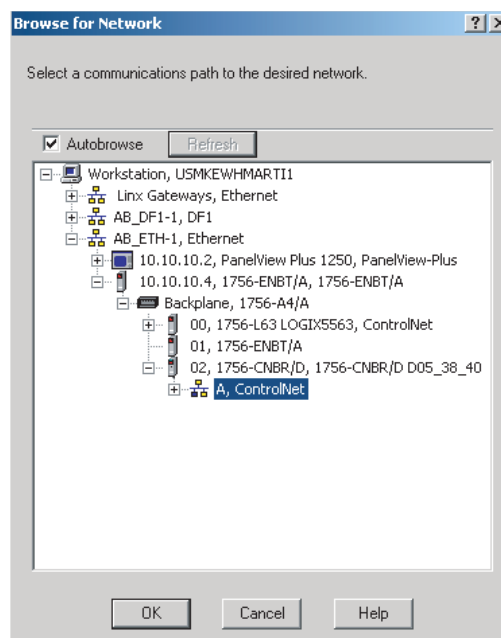 Browse for Network
Select a communications path to the desired network.
Autobrowse
Refresh
Workstation, USMKEWHMARTI1
Linx Gateways, Ethernet
AB_DF1-1, DF1
AB_ETH-1, Ethernet
10.10.10.2, PanelView Plus 1250, PanelView-Plus
10.10.10.4, 1756-ENBT/A, 1756-ENBT/A
Backplane, 1756-A4/A
00, 1756-L63 LOGIX5563, ControlNet
01, 1756-ENBT/A
02, 1756-CNBR/D, 1756-CNBR/D D05_38_40
A, ControlNet
OK
Cancel
Help